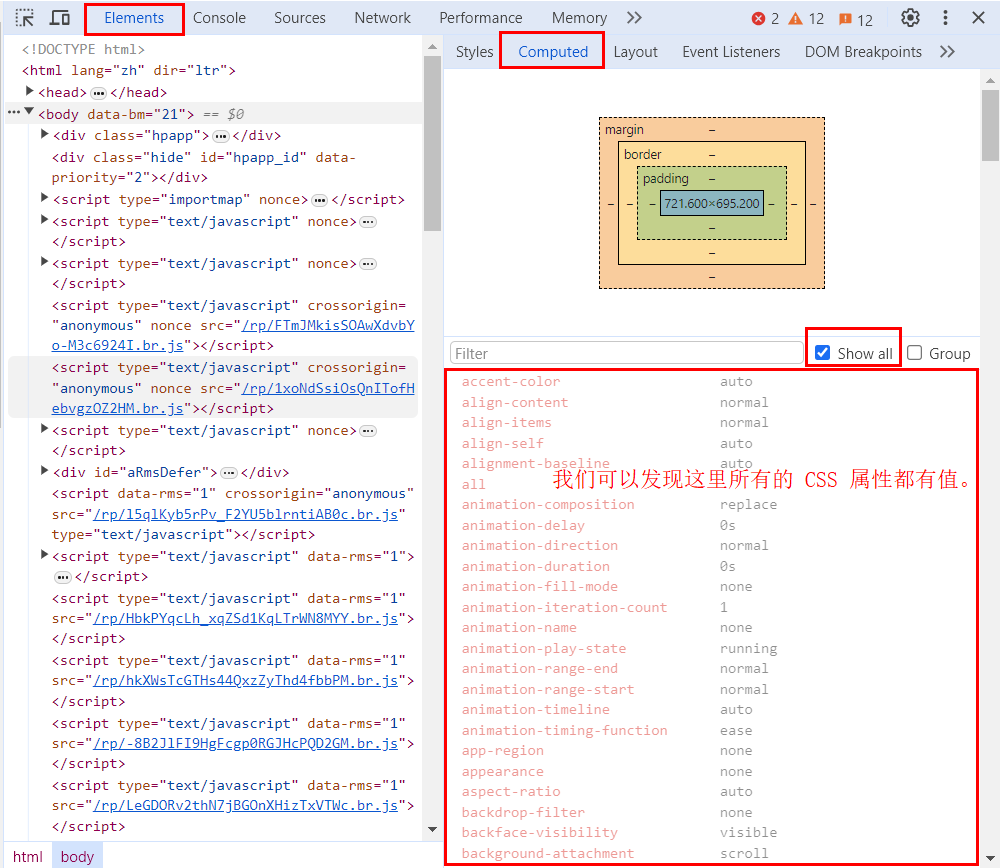 Elements Console Sources Network Performance Memory 2 12 12
<!DOCTYPE html>
<html lang="zh" dir="ltr">
<head> ••• </head>
••• <body data-bm="21"> == $0
<div class="hpapp"> ••• </div>
<div class="hide" id="hpapp_id" data-
priority="2"></div>
<script type="importmap" nonce> ••• </script>
<script type="text/javascript" nonce> •••
</script>
<script type="text/javascript" nonce> •••
</script>
<script type="text/javascript" crossorigin=
"anonymous" nonce src="/rp/FTmJMkisSOAwXdvbY
o-M3c6924I.br.js"></script>
<script type="text/javascript" crossorigin=
"anonymous" nonce src="/rp/1xoNdSsiOsQnITofH
ebvgzOZ2HM.br.js"></script>
<script type="text/javascript" nonce> •••
</script>
<div id="aRmsDefer"> ••• </div>
<script data-rms="1" crossorigin="anonymous"
src="/rp/l5qlKyb5rPv_F2YU5blrntiAB0c.br.js"
type="text/javascript"></script>
<script type="text/javascript" data-rms="1">
••• </script>
<script type="text/javascript" data-rms="1"
src="/rp/HbkPYqcLh_xqZSd1KqLTrWN8MYY.br.js">
</script>
<script type="text/javascript" data-rms="1"
src="/rp/hkXWsTcGTHs44QxzZyThd4fbbPM.br.js">
</script>
<script type="text/javascript" data-rms="1"
src="/rp/-8B2JlFI9HgFcgp0RGJHcPQD2GM.br.js">
</script>
<script type="text/javascript" data-rms="1"
src="/rp/LeGDORv2thN7jBGOnXHizTxVTWc.br.js">
</script>
html body
Styles Computed Layout Event Listeners DOM Breakpoints
margin –
border –
padding –
– – – 721.600×695.200 – – –
–
–
–
Filter Show all Group
accent-color auto
align-content normal
align-items normal
align-self auto
alignment-baseline auto
all
我们可以发现这里所有的 CSS 属性都有值。
animation-composition replace
animation-delay 0s
animation-direction normal
animation-duration 0s
animation-fill-mode none
animation-iteration-count 1
animation-name none
animation-play-state running
animation-range-end normal
animation-range-start normal
animation-timeline auto
animation-timing-function ease
app-region none
appearance none
aspect-ratio auto
backdrop-filter none
backface-visibility visible
background-attachment scroll